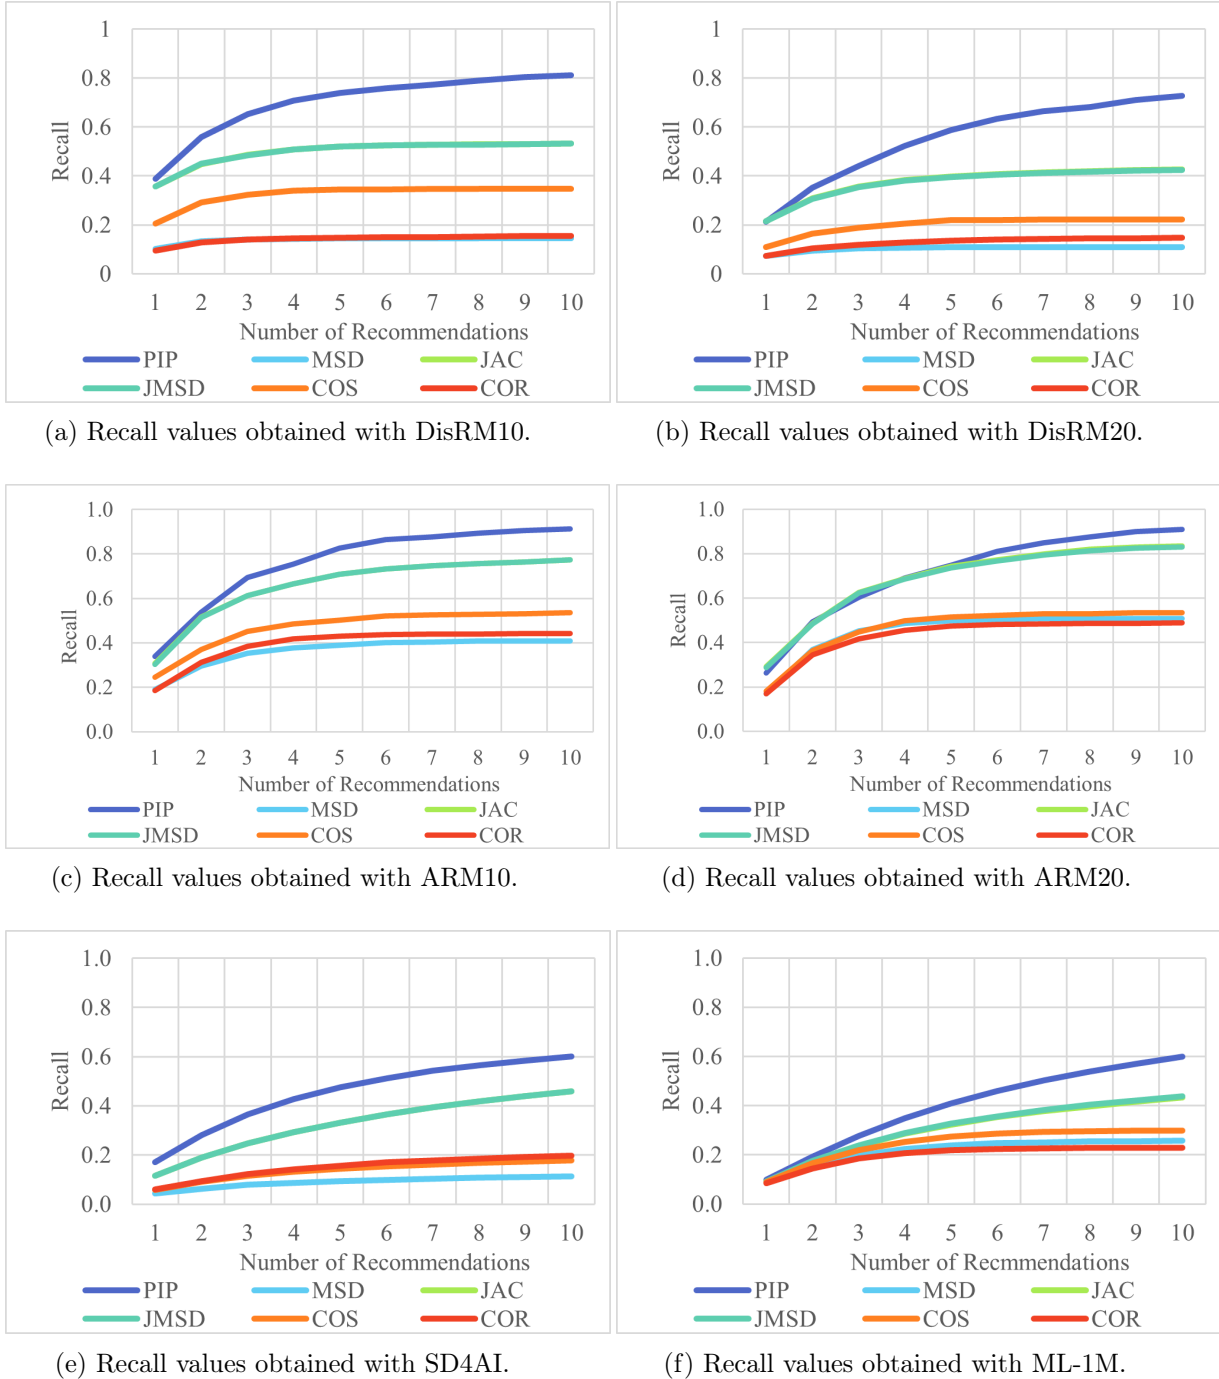 1
0.8
0.6
0.4
0.2
0
Recall
1 2 3 4 5 6 7 8 9 10
Number of Recommendations
PIP MSD JAC
JMSD COS COR
(a) Recall values obtained with DisRM10.
1
0.8
0.6
0.4
0.2
0
Recall
1 2 3 4 5 6 7 8 9 10
Number of Recommendations
PIP MSD JAC
JMSD COS COR
(b) Recall values obtained with DisRM20.
1.0
0.8
0.6
0.4
0.2
0.0
Recall
1 2 3 4 5 6 7 8 9 10
Number of Recommendations
PIP MSD JAC
JMSD COS COR
(c) Recall values obtained with ARM10.
1.0
0.8
0.6
0.4
0.2
0.0
Recall
1 2 3 4 5 6 7 8 9 10
Number of Recommendations
PIP MSD JAC
JMSD COS COR
(d) Recall values obtained with ARM20.
1.0
0.8
0.6
0.4
0.2
0.0
Recall
1 2 3 4 5 6 7 8 9 10
Number of Recommendations
PIP MSD JAC
JMSD COS COR
(e) Recall values obtained with SD4AI.
1.0
0.8
0.6
0.4
0.2
0.0
Recall
1 2 3 4 5 6 7 8 9 10
Number of Recmmendations
PIP MSD JAC
JMSD COS COR
(f) Recall values obtained with ML-1M.